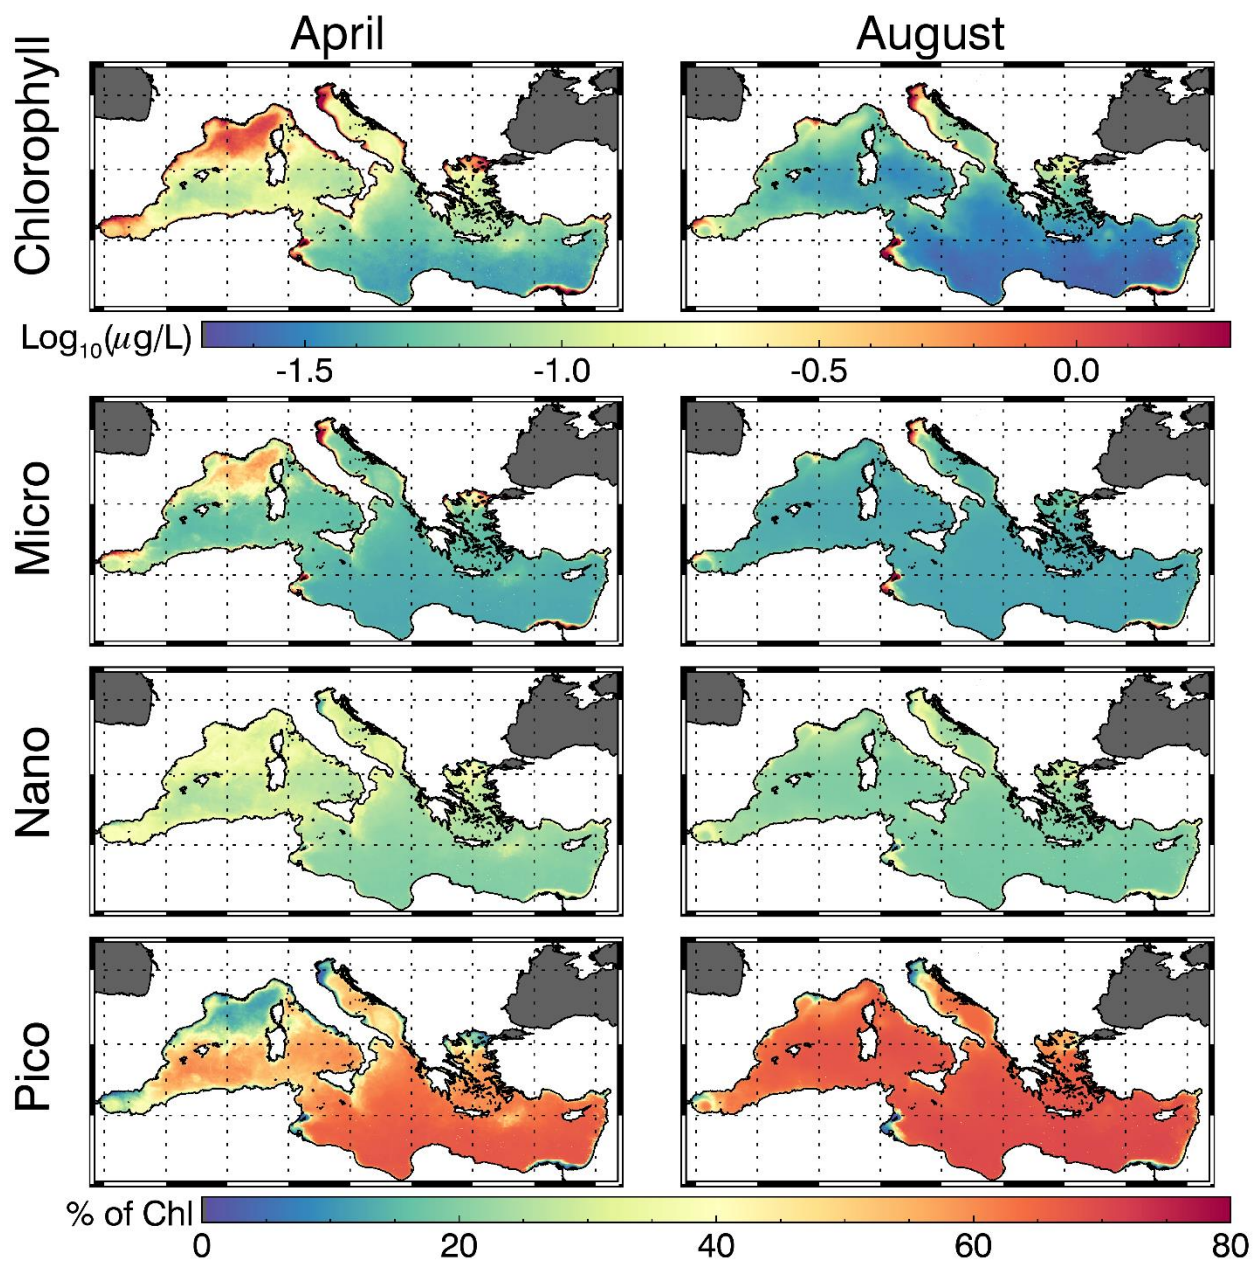 April August
Chlorophyll
Log₁₀(μg/L)
-1.5 -1.0 -0.5 0.0
Micro
Nano
Pico
% of Chl
0 20 40 60 80